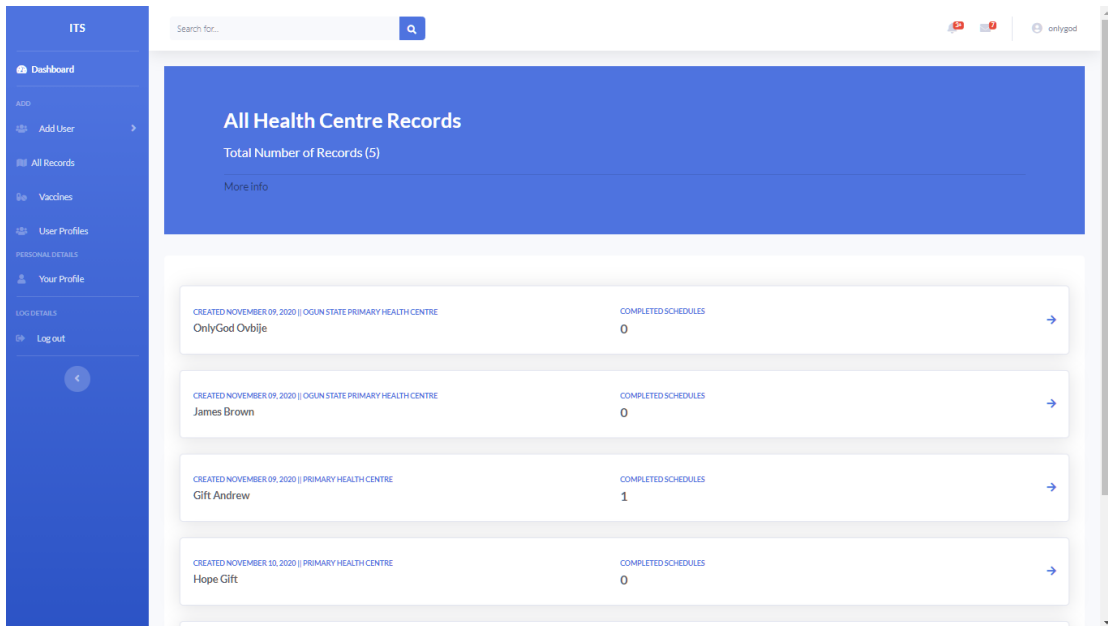 ITS
Dashboard
ADD
Add User
All Records
Vaccines
User Profiles
PERSONAL DETAILS
Your Profile
LOG DETAILS
Log out
Search for...
3+
7
onlygod
All Health Centre Records
Total Number of Records (5)
More info
CREATED NOVEMBER 09, 2020 || OGUN STATE PRIMARY HEALTH CENTRE
OnlyGod Ovbije
COMPLETED SCHEDULES
0
CREATED NOVEMBER 09, 2020 || OGUN STATE PRIMARY HEALTH CENTRE
James Brown
COMPLETED SCHEDULES
0
CREATED NOVEMBER 09, 2020 || PRIMARY HEALTH CENTRE
Gift Andrew
COMPLETED SCHEDULES
1
CREATED NOVEMBER 10, 2020 || PRIMARY HEALTH CENTRE
Hope Gift
COMPLETED SCHEDULES
0